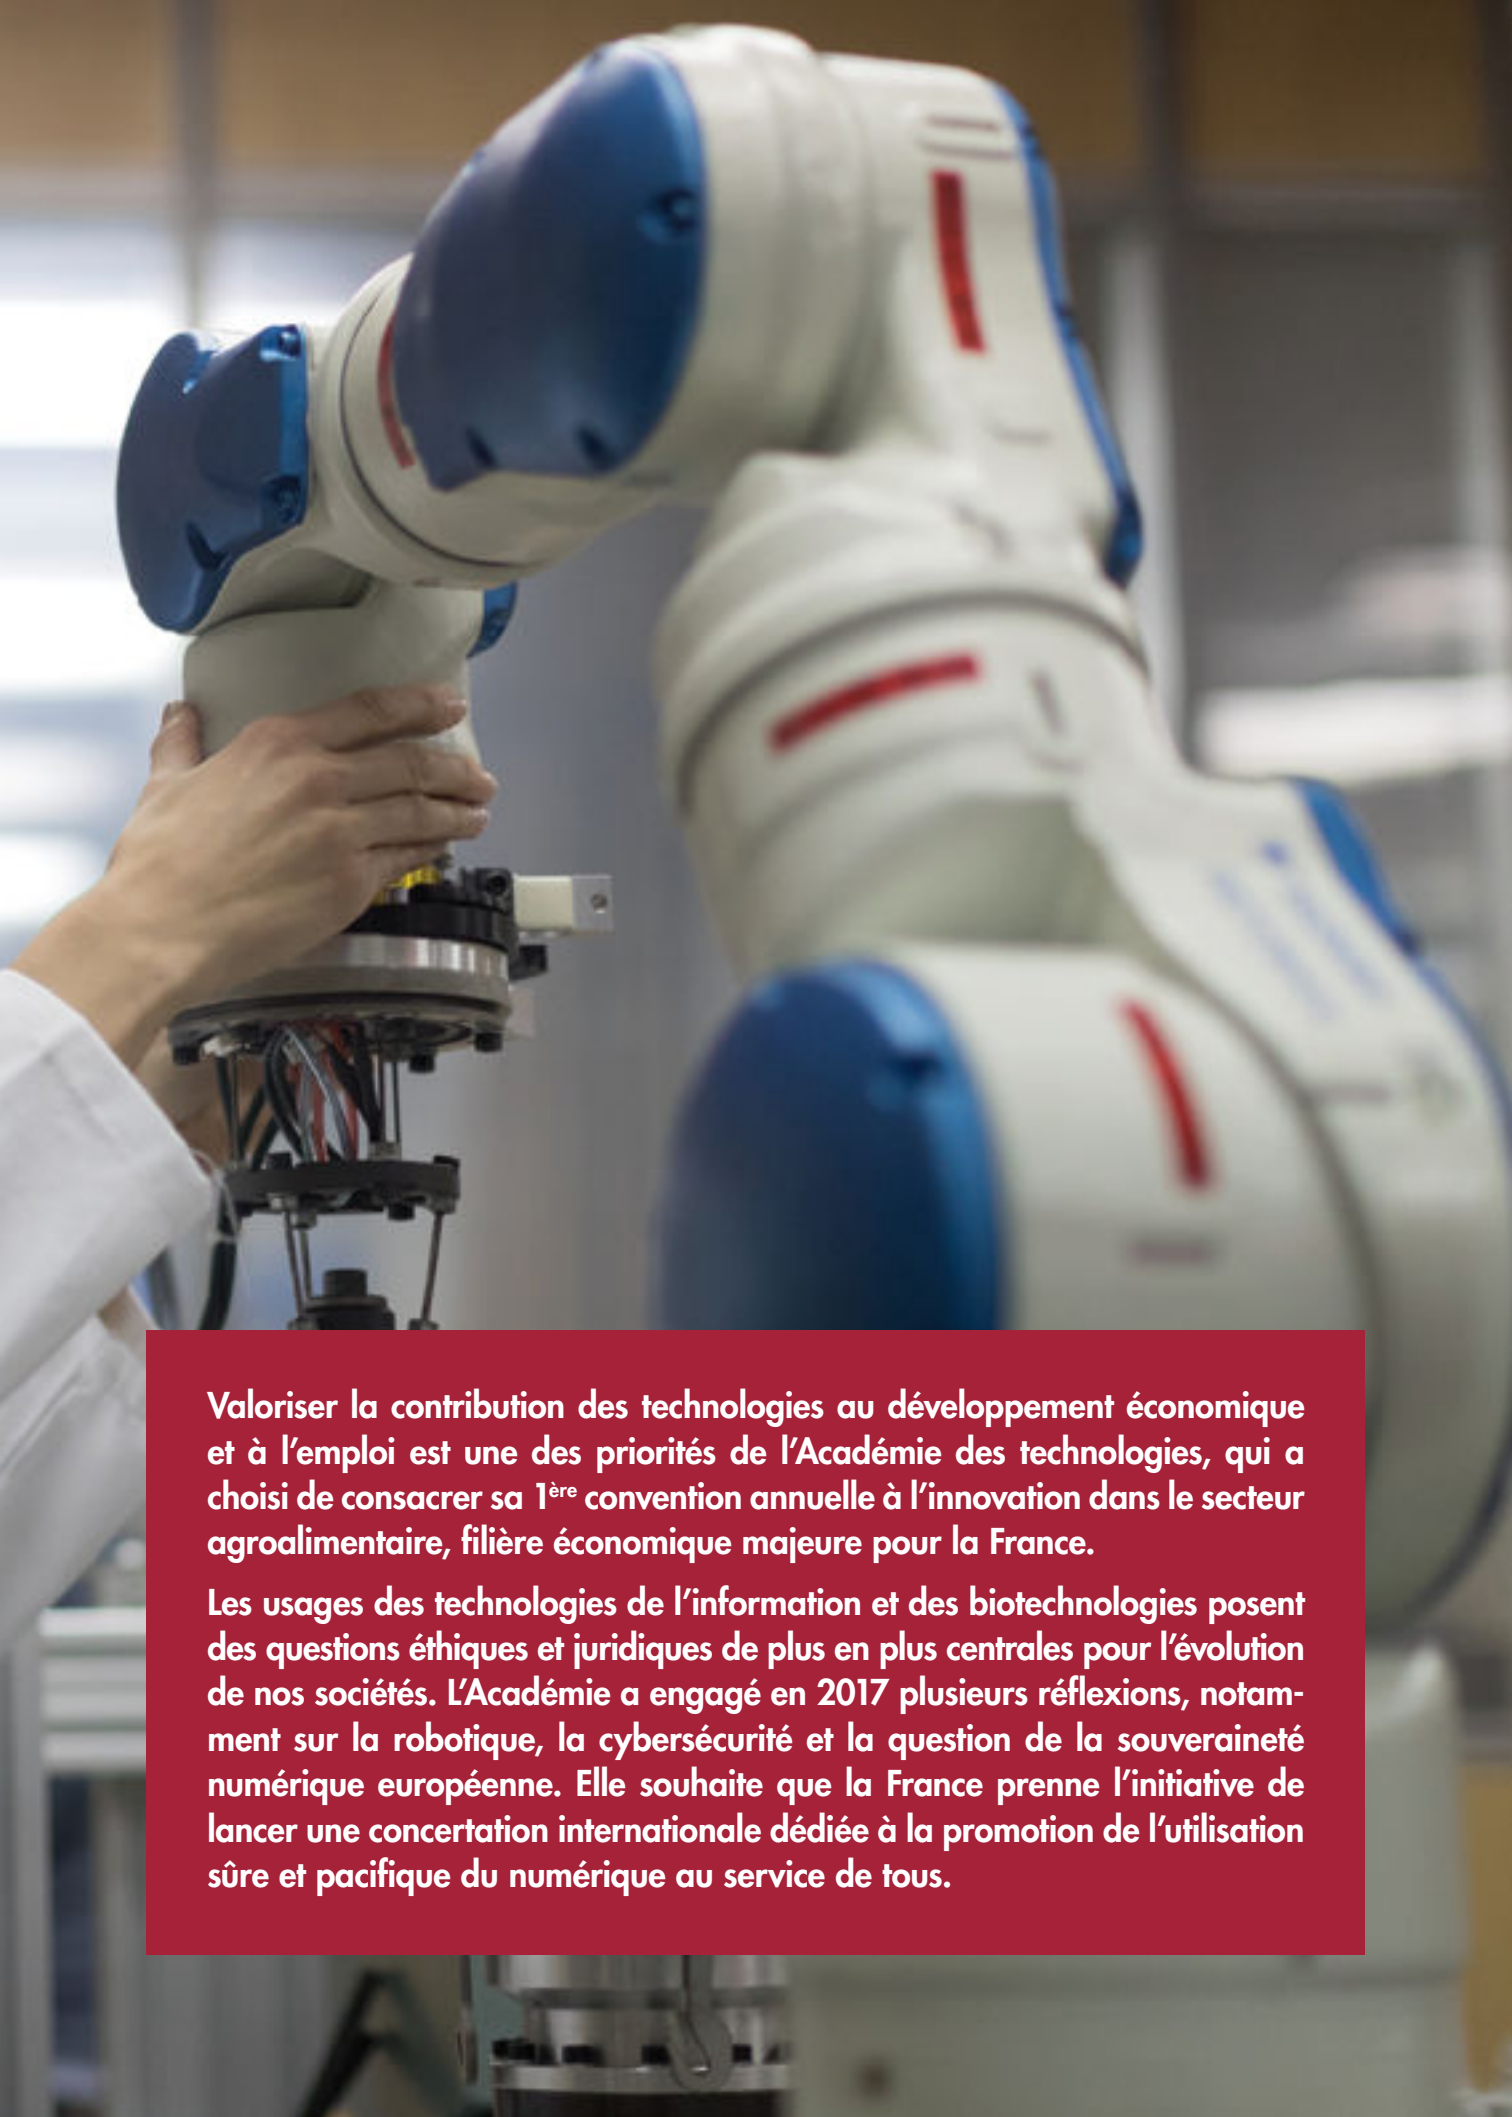 Valoriser la contribution des technologies au développement économique
et à l’emploi est une des priorités de l’Académie des technologies, qui a
choisi de consacrer sa 1ère convention annuelle à l’innovation dans le secteur
agroalimentaire, filière économique majeure pour la France.
Les usages des technologies de l’information et des biotechnologies posent
des questions éthiques et juridiques de plus en plus centrales pour l’évolution
de nos sociétés. L’Académie a engagé en 2017 plusieurs réflexions, notam-
ment sur la robotique, la cybersécurité et la question de la souveraineté
numérique européenne. Elle souhaite que la France prenne l’initiative de
lancer une concertation internationale dédiée à la promotion de l’utilisation
sûre et pacifique du numérique au service de tous.